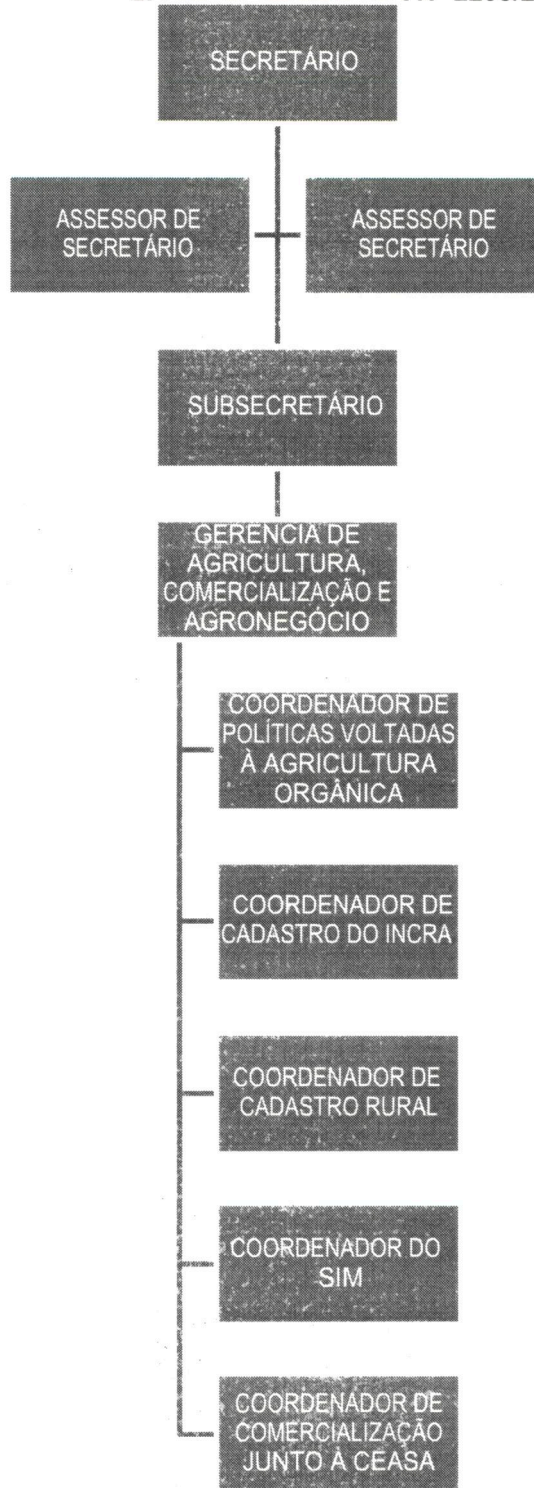 SECRETÁRIO
ASSESSOR DE
SECRETÁRIO
ASSESSOR DE
SECRETÁRIO
SUBSECRETÁRIO
GERENCIA DE
AGRICULTURA,
COMERCIALIZAÇÃO E
AGRONEGÓCIO
COORDENADOR DE
POLÍTICAS VOLTADAS
À AGRICULTURA
ORGÂNICA
COORDENADOR DE
CADASTRO DO INCRA
COORDENADOR DE
CADASTRO RURAL
COORDENADOR DO
SIM
COORDENADOR DE
COMERCIALIZAÇÃO
JUNTO À CEASA